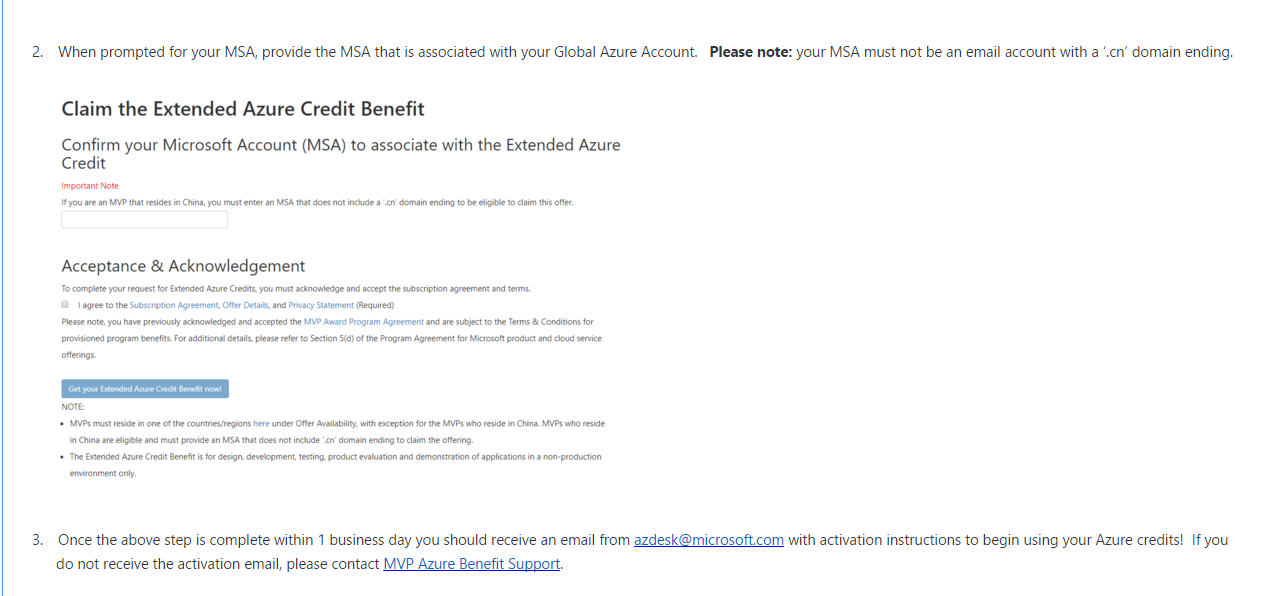 2. When prompted for your MSA, provide the MSA that is associated with your Global Azure Account. Please note: your MSA must not be an email account with a '.cn' domain ending.
Claim the Extended Azure Credit Benefit
Confirm your Microsoft Account (MSA) to associate with the Extended Azure
Credit
Important Note
If you are an MVP that resides in China, you must enter an MSA that does not include a '.cn' domain ending to be eligible to claim this offer.
Acceptance & Acknowledgement
To complete your request for Extended Azure Credits, you must acknowledge and accept the subscription agreement and terms.
I agree to the Subscription Agreement, Offer Details, and Privacy Statement (Required)
Please note, you have previously acknowledged and accepted the MVP Award Program Agreement and are subject to the Terms & Conditions for
provisioned program benefits. For additional details, please refer to Section 5(d) of the Program Agreement for Microsoft product and cloud service
offerings.
Get your Extended Azure Credit Benefit now!
NOTE:
• MVPs must reside in one of the countries/regions here under Offer Availability, with exception for the MVPs who reside in China. MVPs who reside
in China are eligible and must provide an MSA that does not include '.cn' domain ending to claim the offering.
• The Extended Azure Credit Benefit is for design, development, testing, product evaluation and demonstration of applications in a non-production
environment only.
3. Once the above step is complete within 1 business day you should receive an email from azdesk@microsoft.com with activation instructions to begin using your Azure credits! If you
do not receive the activation email, please contact MVP Azure Benefit Support.